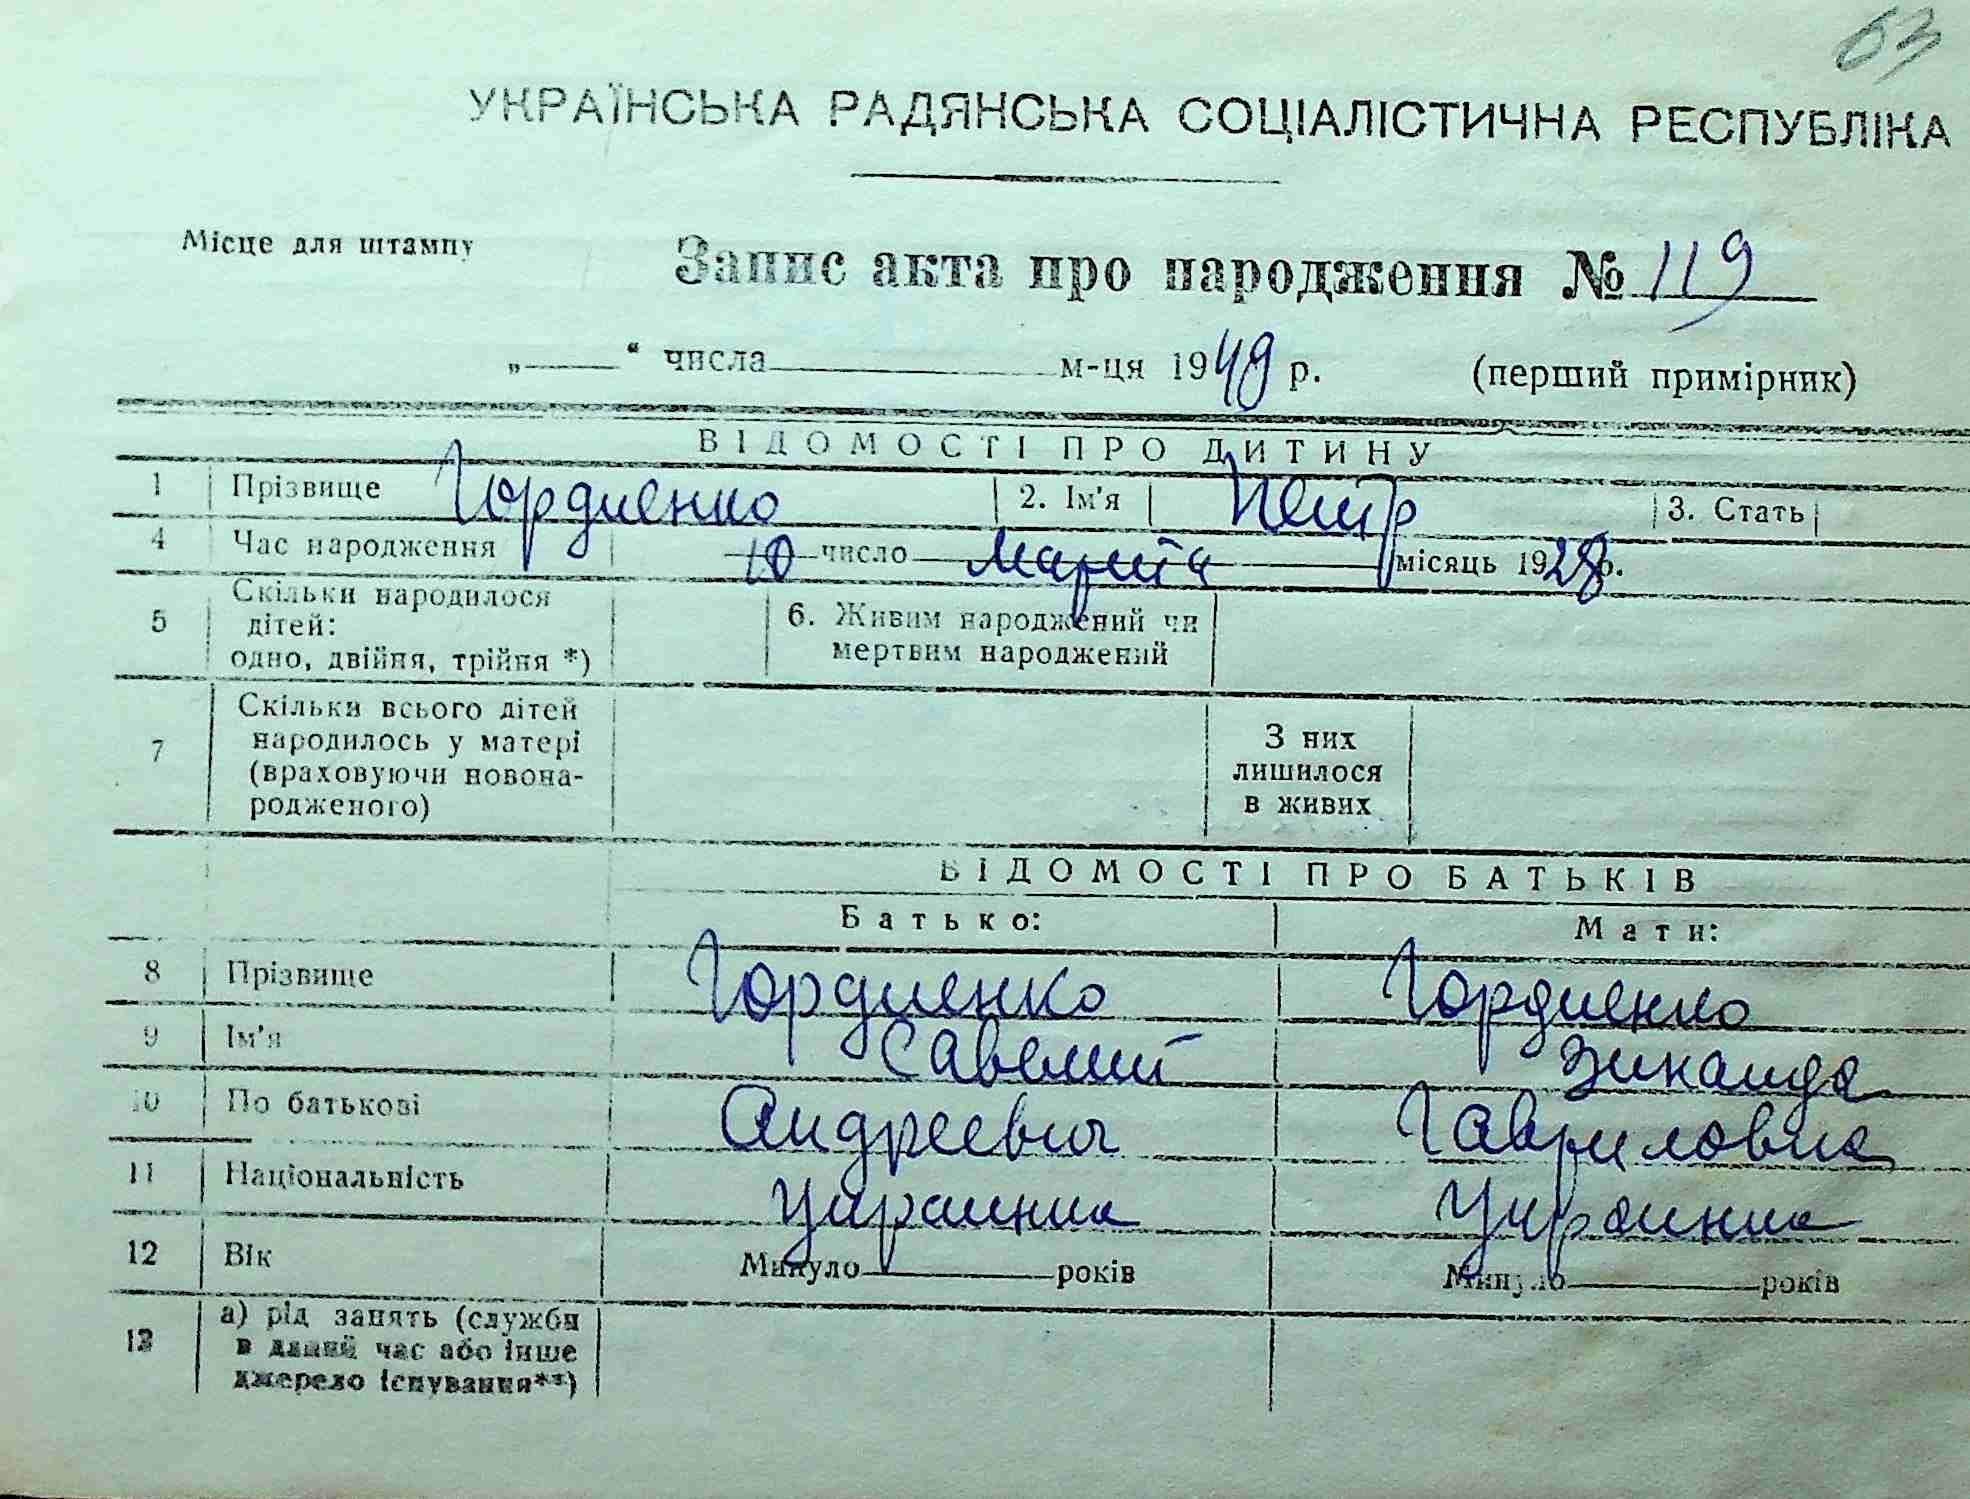 63
УКРАЇНСЬКА РАДЯНСЬКА СОЦІАЛІСТИЧНА РЕСПУБЛІКА
Місце для штампу
Запис акта про народження № 119
„ “ числа м-ця 1949 р. (перший примірник)
ВІДОМОСТІ ПРО ДИТИНУ
1 Прізвище Гордиенко 2. Ім'я Петр 3. Стать
4 Час народження 10 число Марта місяць 1928 р.
5 Скільки народилося дітей: одно, двійня, трійня *) 6. Живим народжений чи мертвим народжений
7 Скільки всього дітей народилось у матері (враховуючи новонародженого) З них лишилося в живих
ВІДОМОСТІ ПРО БАТЬКІВ
Батько: Мати:
8 Прізвище Гордиенко Гордиенко
9 Ім'я Савелий Зинаида
10 По батькові Андреевич Гавриловна
11 Національність Украинка Украинка
12 Вік Минуло років Минуло років
13 а) рід занять (служби в даний час або інше джерело існування**)